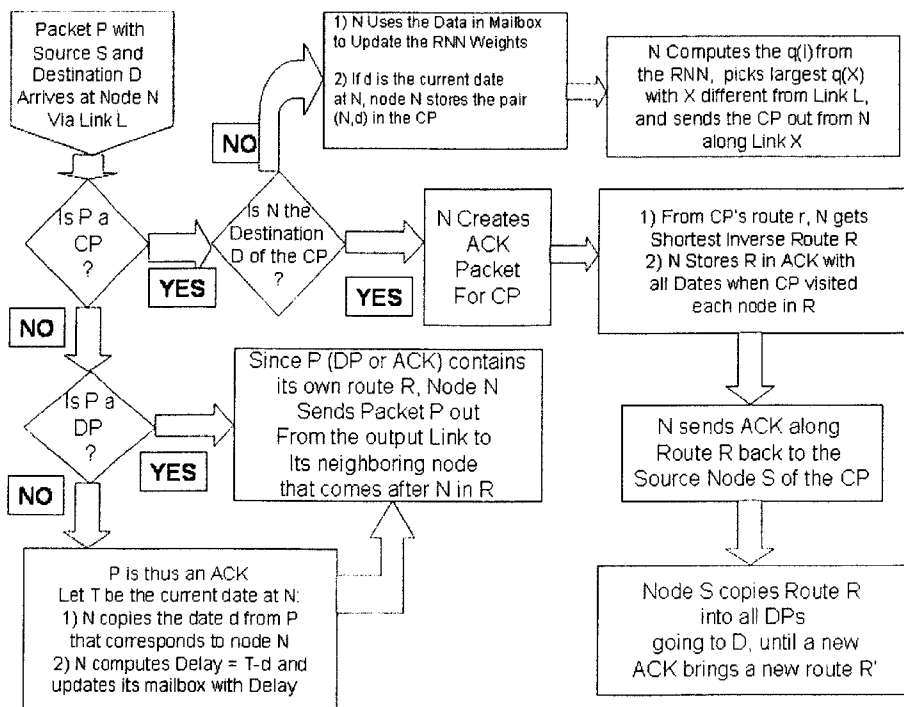 Packet P with
Source S and
Destination D
Arrives at Node N
Via Link L
1) N Uses the Data in Mailbox
to Update the RNN Weights
2) If d is the current date
at N, node N stores the pair
(N,d) in the CP
N Computes the q(i)from
the RNN, picks largest q(X)
with X different from Link L,
and sends the CP out from N
along Link X
NO
Is P a
CP
?
YES
Is N the
Destination
D of the CP
?
YES
N Creates
ACK
Packet
For CP
1) From CP's route r, N gets
Shortest Inverse Route R
2) N Stores R in ACK with
all Dates when CP visited
each node in R
NO
Is P a
DP
?
YES
Since P (DP or ACK) contains
its own route R, Node N
Sends Packet P out
From the output Link to
Its neighboring node
that comes after N in R
N sends ACK along
Route R back to the
Source Node S of the CP
NO
P is thus an ACK
Let T be the current date at N:
1) N copies the date d from P
that corresponds to node N
2) N computes Delay = T-d and
updates its mailbox with Delay
Node S copies Route R
into all DPs
going to D, until a new
ACK brings a new route R'